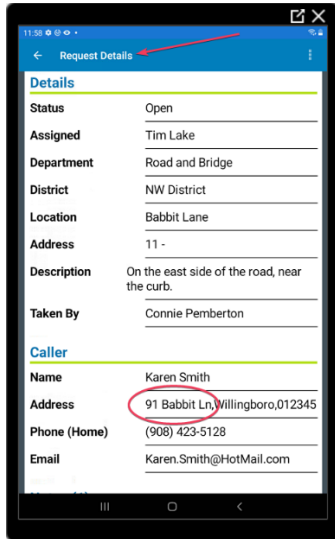 11:58
Request Details
Details
Status Open
Assigned Tim Lake
Department Road and Bridge
District NW District
Location Babbit Lane
Address 11 -
Description On the east side of the road, near
the curb.
Taken By Connie Pemberton
Caller
Name Karen Smith
Address 91 Babbit Ln,Willingboro,012345
Phone (Home) (908) 423-5128
Email Karen.Smith@HotMail.com